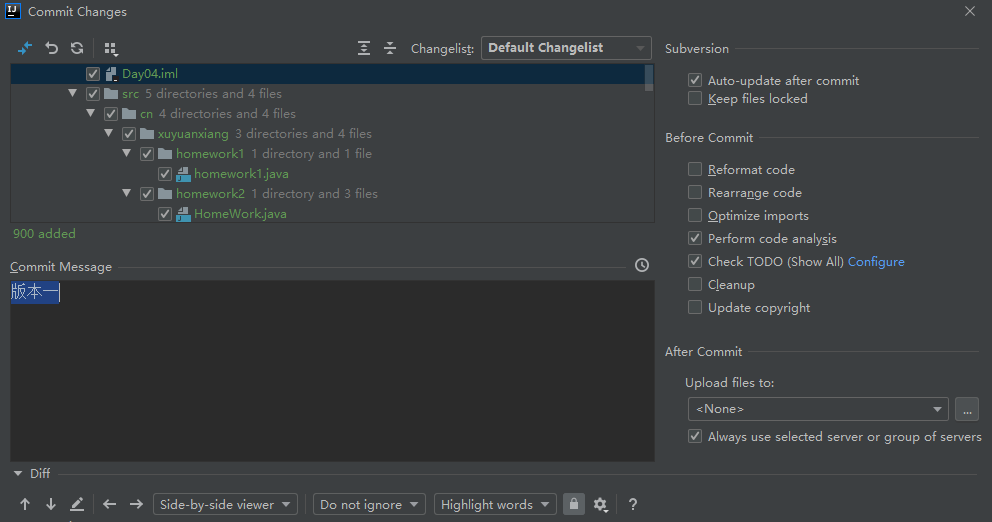 Commit Changes
Changelist: Default Changelist
Day04.iml
src 5 directories and 4 files
cn 4 directories and 4 files
xuyuanxiang 3 directories and 4 files
homework1 1 directory and 1 file
homework1.java
homework2 1 directory and 3 files
HomeWork.java
900 added
Commit Message
版本一
Subversion
Auto-update after commit
Keep files locked
Before Commit
Reformat code
Rearrange code
Optimize imports
Perform code analysis
Check TODO (Show All) Configure
Cleanup
Update copyright
After Commit
Upload files to:
<None>
...
Always use selected server or group of servers
Diff
Side-by-side viewer Do not ignore Highlight words ?